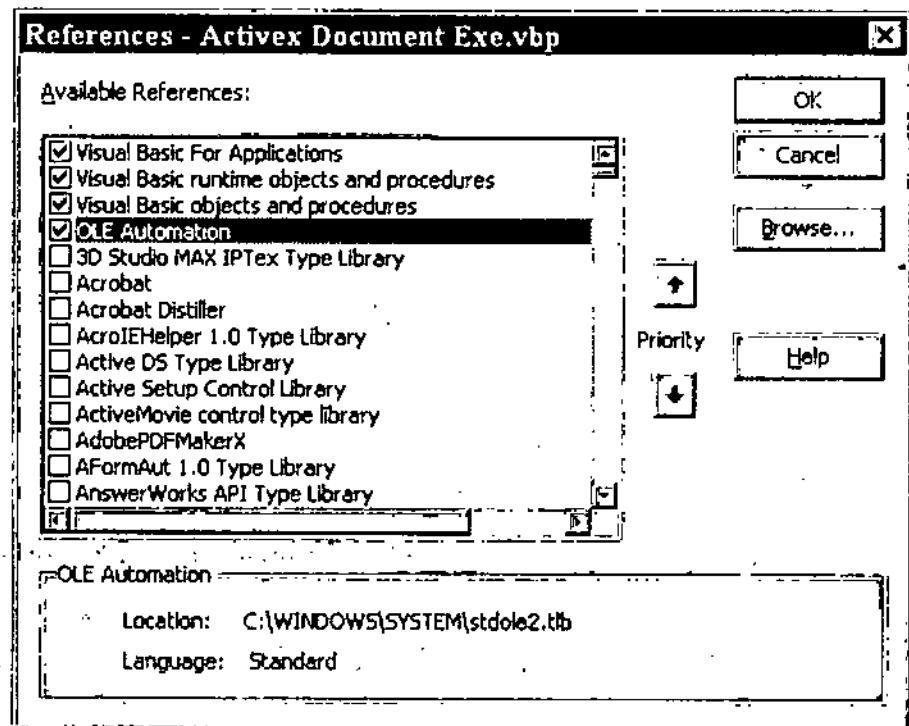 References - Activex Document Exe.vbp
Available References:
OK
Cancel
Browse...
Visual Basic For Applications
Visual Basic runtime objects and procedures
Visual Basic objects and procedures
OLE Automation
3D Studio MAX IPTex Type Library
Acrobat
Acrobat Distiller
AcroIEHelper 1.0 Type Library
Active DS Type Library
Active Setup Control Library
ActiveMovie control type library
AdobePDFMakerX
AFormAut 1.0 Type Library
AnswerWorks API Type Library
Priority
Help
OLE Automation
Location: C:\WINDOWS\SYSTEM\stdole2.tlb
Language: Standard